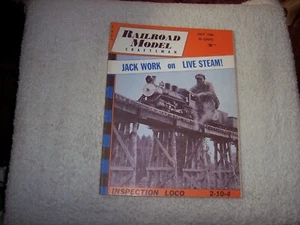 RAILROAD
MODEL
CRAFTSMAN
JACK WORK on LIVE STEAM!
INSPECTION LOCO 2-10-4